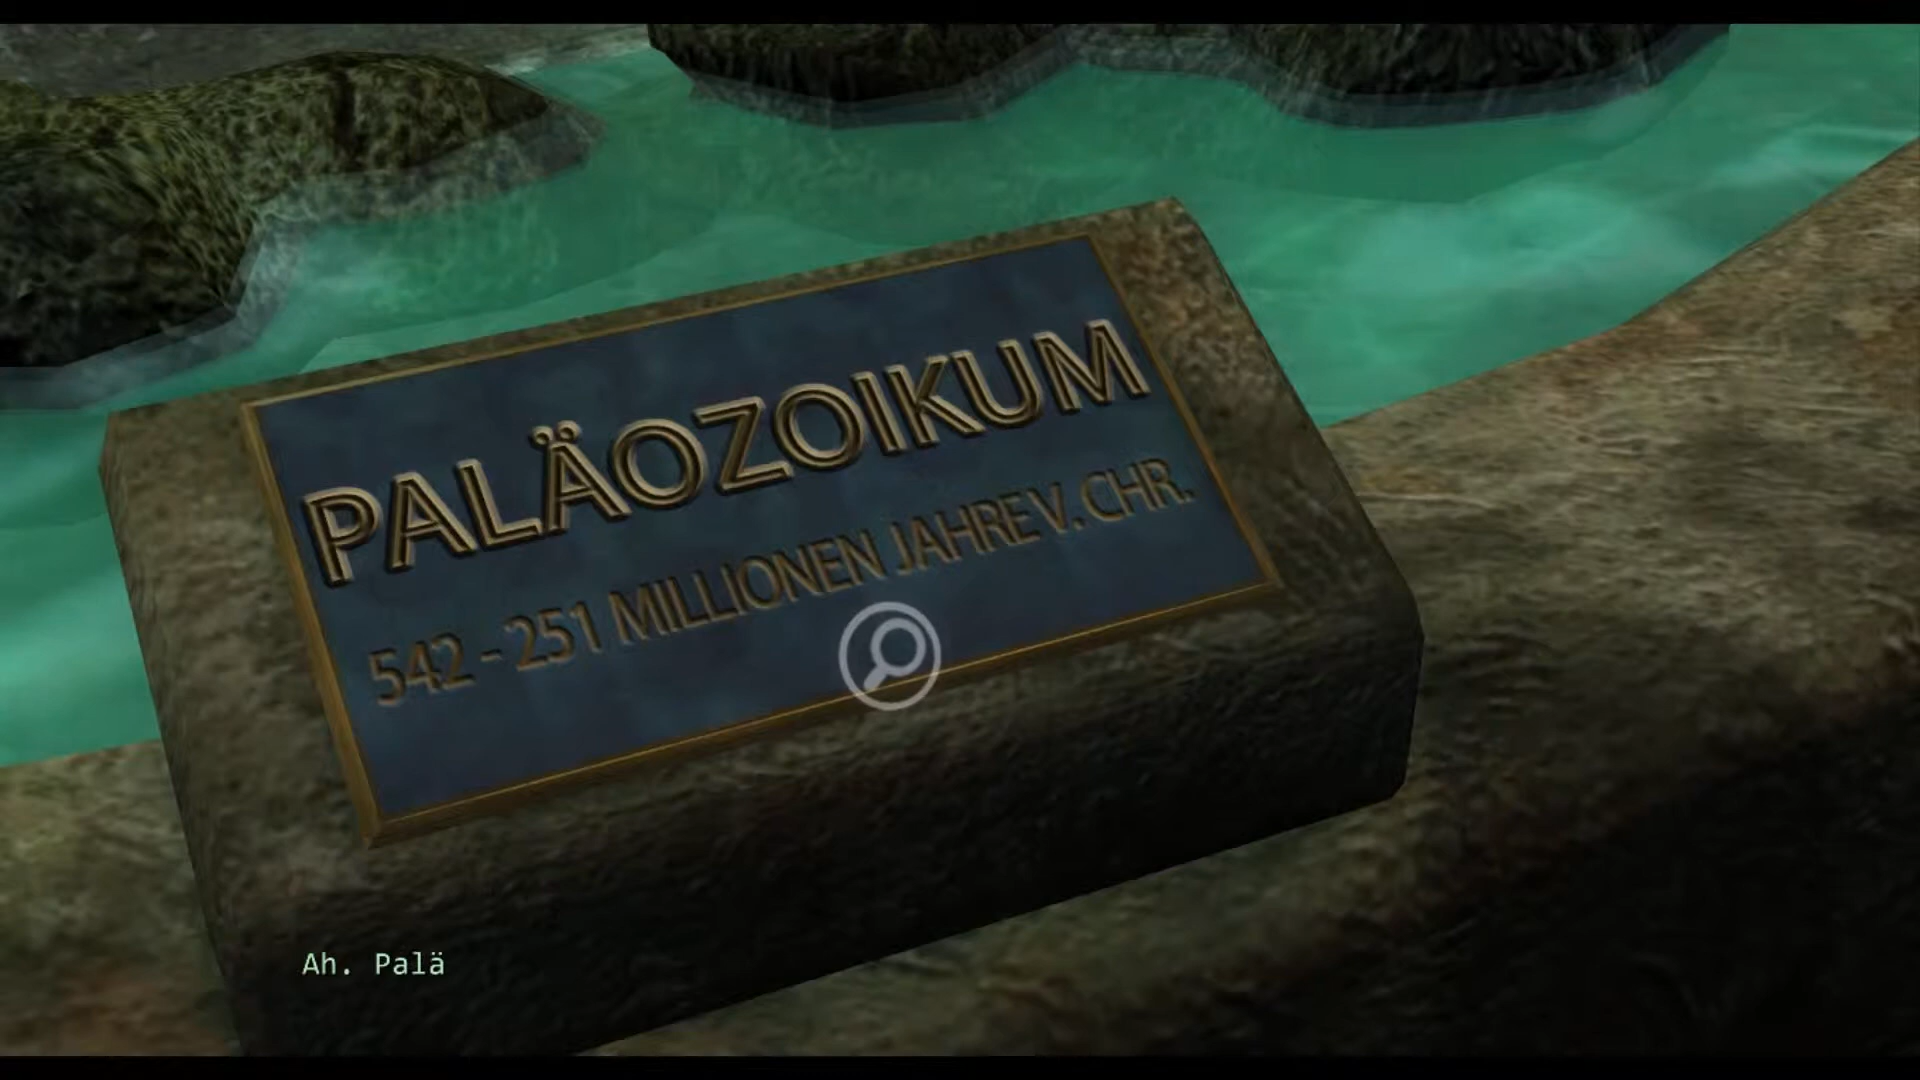 PALÄOZOIKUM
542 - 251 MILLIONEN JAHRE V. CHR.
Ah. Palä